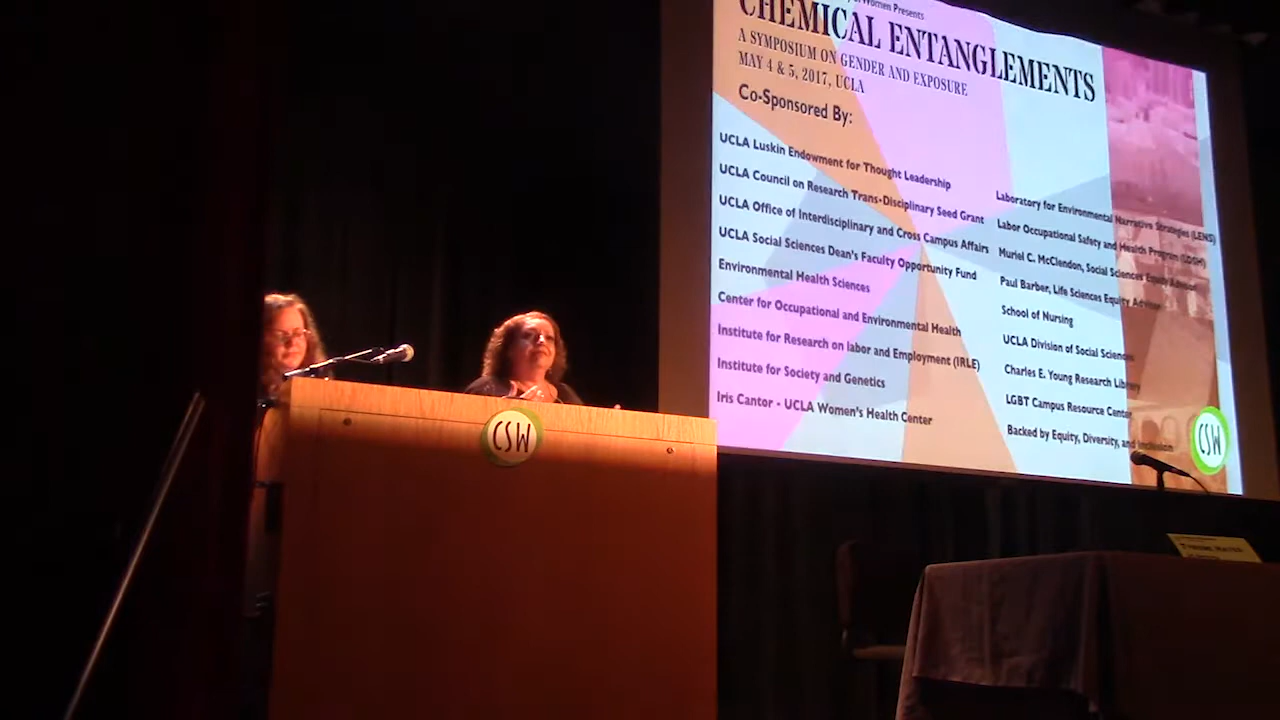 of Women Presents
CHEMICAL ENTANGLEMENTS
A SYMPOSIUM ON GENDER AND EXPOSURE
MAY 4 & 5, 2017, UCLA
Co-Sponsored By:
UCLA Luskin Endowment for Thought Leadership
UCLA Council on Research Trans-Disciplinary Seed Grant
UCLA Office of Interdisciplinary and Cross Campus Affairs
UCLA Social Sciences Dean's Faculty Opportunity Fund
Environmental Health Sciences
Center for Occupational and Environmental Health
Institute for Research on labor and Employment (IRLE)
Institute for Society and Genetics
Iris Cantor - UCLA Women's Health Center
Laboratory for Environmental Narrative Strategies (LENS)
Labor Occupational Safety and Health Program (LOSH)
Muriel C. McClendon, Social Sciences Equity Advisor
Paul Barber, Life Sciences Equity Advisor
School of Nursing
UCLA Division of Social Sciences
Charles E. Young Research Library
LGBT Campus Resource Center
Backed by Equity, Diversity, and Inclusion
CSW
CSW